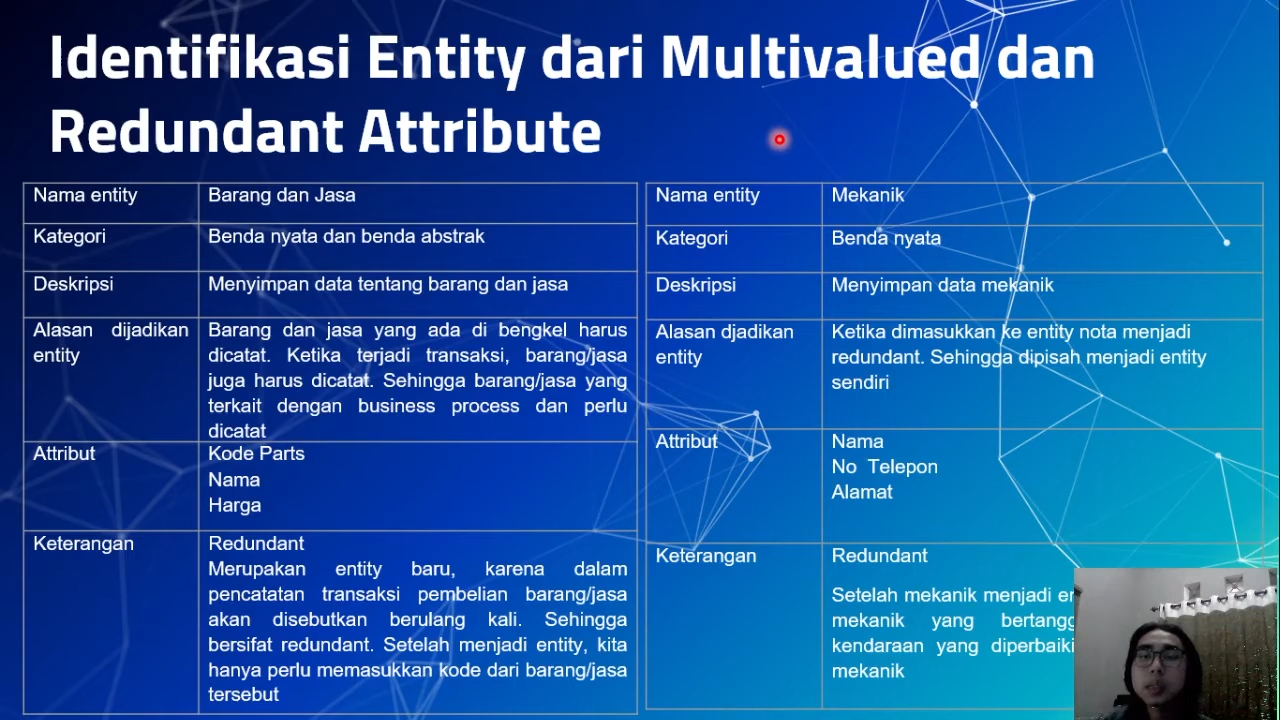 Identifikasi Entity dari Multivalued dan
Redundant Attribute
Nama entity
Barang dan Jasa
Kategori
Benda nyata dan benda abstrak
Deskripsi
Menyimpan data tentang barang dan jasa
Alasan dijadikan
entity
Barang dan jasa yang ada di bengkel harus
dicatat. Ketika terjadi transaksi, barang/jasa
juga harus dicatat. Sehingga barang/jasa yang
terkait dengan business process dan perlu
dicatat
Attribut
Kode Parts
Nama
Harga
Keterangan
Redundant
Merupakan entity baru, karena dalam
pencatatan transaksi pembelian barang/jasa
akan disebutkan berulang kali. Sehingga
bersifat redundant. Setelah menjadi entity, kita
hanya perlu memasukkan kode dari barang/jasa
tersebut
Nama entity
Mekanik
Kategori
Benda nyata
Deskripsi
Menyimpan data mekanik
Alasan djadikan
entity
Ketika dimasukkan ke entity nota menjadi
redundant. Sehingga dipisah menjadi entity
sendiri
Attribut
Nama
No Telepon
Alamat
Keterangan
Redundant
Setelah mekanik menjadi
mekanik yang
kendaraan yang diperbaiki
mekanik